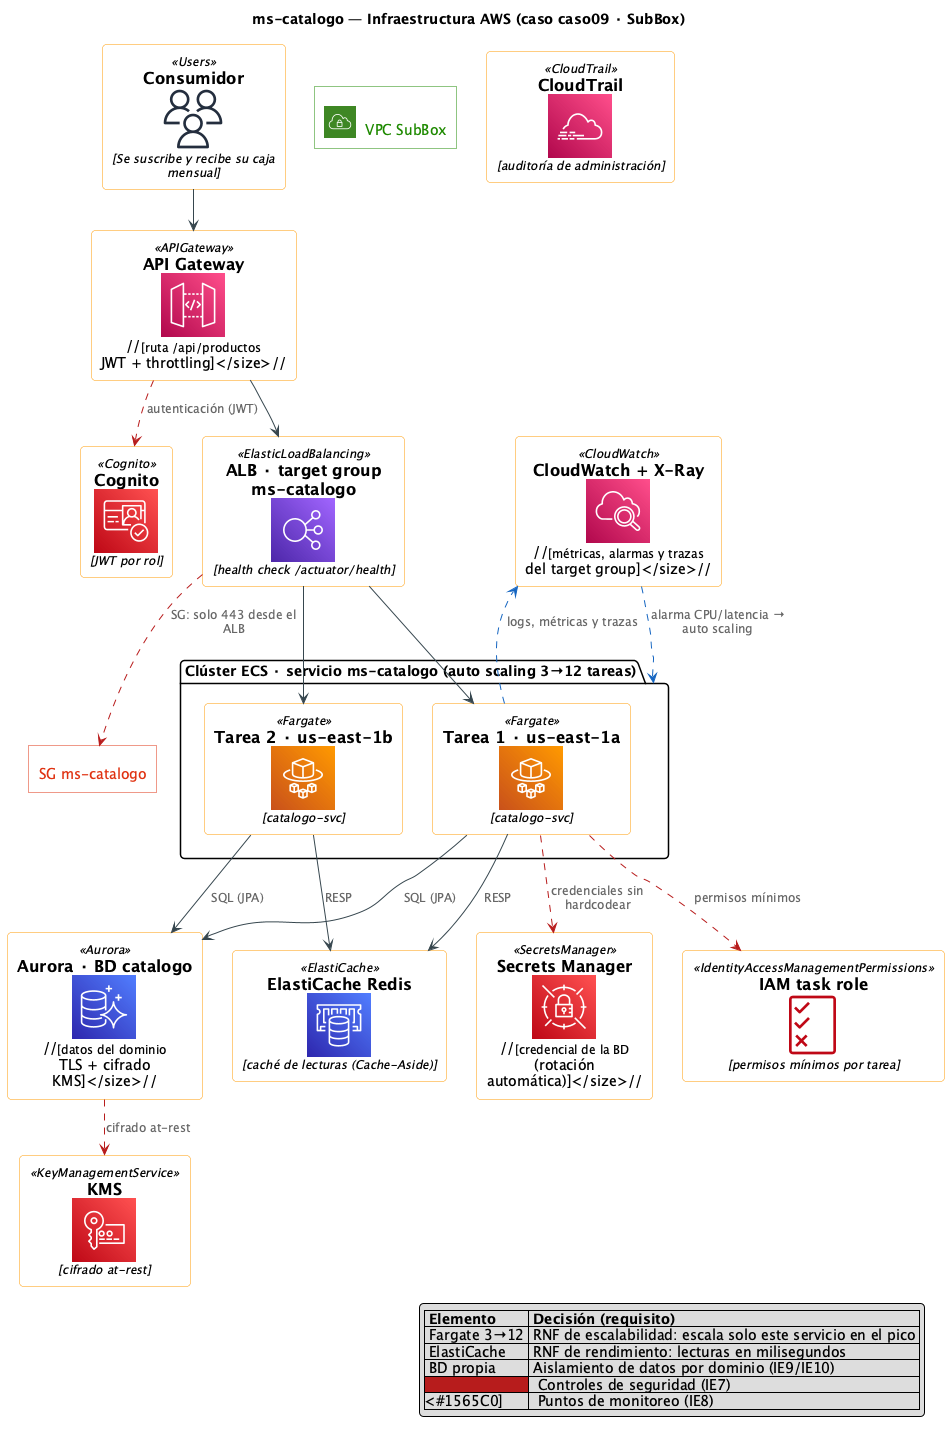 ms-catalogo — Infraestructura AWS (caso caso09 · SubBox)
«Users»
Consumidor
[Se suscribe y recibe su caja
mensual]
VPC SubBox
«CloudTrail»
CloudTrail
[auditoría de administración]
«APIGateway»
API Gateway
//[ruta /api/productos
JWT + throttling]</size>//
autenticación (JWT)
«Cognito»
Cognito
[JWT por rol]
«ElasticLoadBalancing»
ALB · target group
ms-catalogo
[health check /actuator/health]
«CloudWatch»
CloudWatch + X-Ray
//[métricas, alarmas y trazas
del target group]</size>//
SG: solo 443 desde el
ALB
logs, métricas y trazas
alarma CPU/latencia →
auto scaling
Clúster ECS · servicio ms-catalogo (auto scaling 3→12 tareas)
«Fargate»
Tarea 2 · us-east-1b
[catalogo-svc]
«Fargate»
Tarea 1 · us-east-1a
[catalogo-svc]
SG ms-catalogo
SQL (JPA)
RESP
SQL (JPA)
RESP
credenciales sin
hardcodear
permisos mínimos
«Aurora»
Aurora · BD catalogo
//[datos del dominio
TLS + cifrado
KMS]</size>//
«ElastiCache»
ElastiCache Redis
[caché de lecturas (Cache-Aside)]
«SecretsManager»
Secrets Manager
//[credencial de la BD
(rotación
automática)]</size>//
«IdentityAccessManagementPermissions»
IAM task role
[permisos mínimos por tarea]
cifrado at-rest
«KeyManagementService»
KMS
[cifrado at-rest]
Elemento Decisión (requisito)
Fargate 3→12 RNF de escalabilidad: escala solo este servicio en el pico
ElastiCache RNF de rendimiento: lecturas en milisegundos
BD propia Aislamiento de datos por dominio (IE9/IE10)
Controles de seguridad (IE7)
<#1565C0] Puntos de monitoreo (IE8)